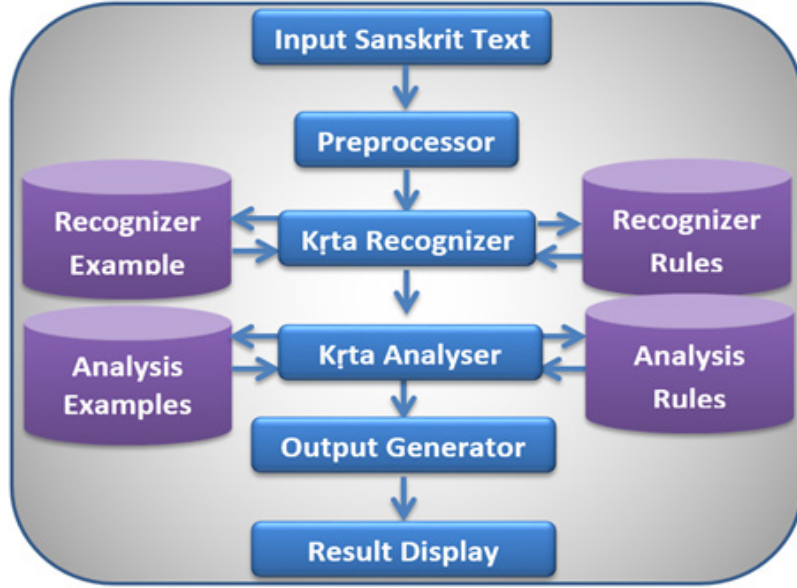 Input Sanskrit Text
Preprocessor
Recognizer
Example
Kṛta Recognizer
Recognizer
Rules
Analysis
Examples
Kṛta Analyser
Analysis
Rules
Output Generator
Result Display